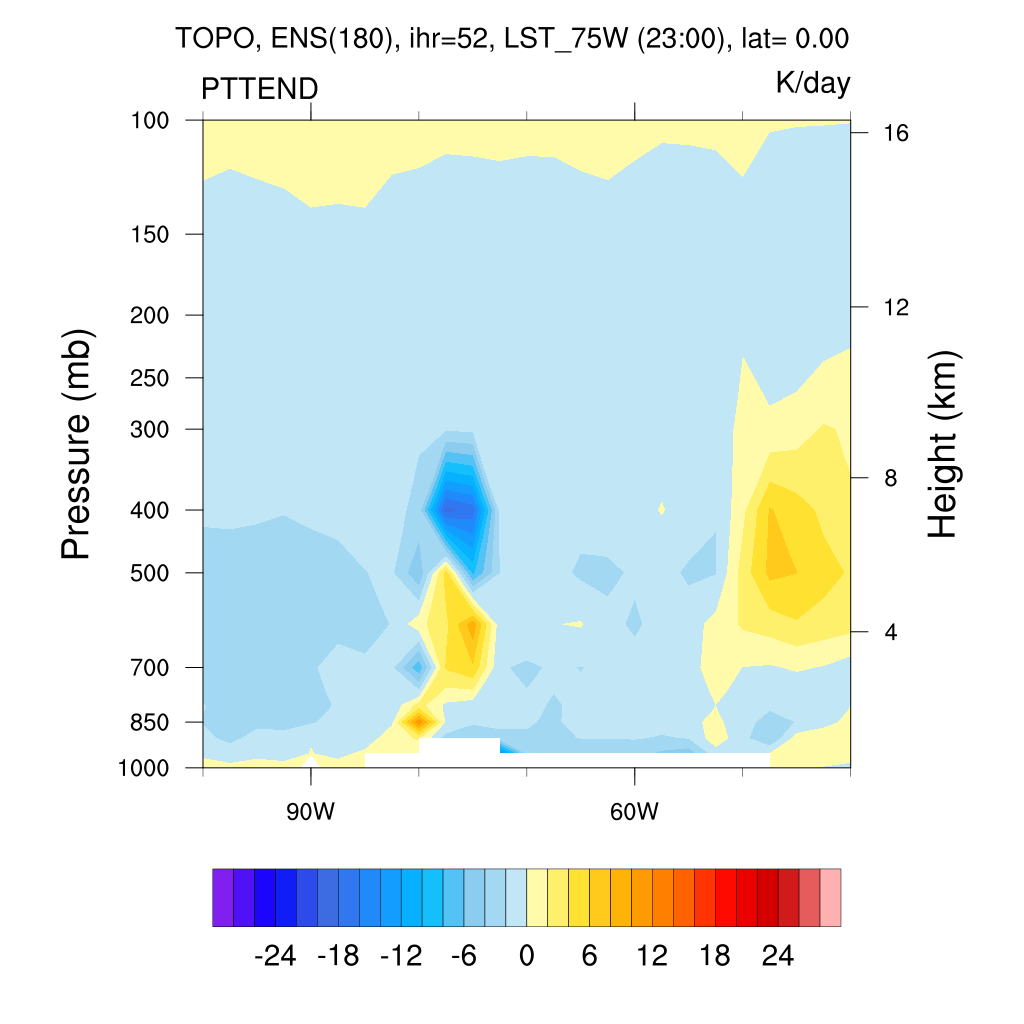 TOPO, ENS(180), ihr=52, LST_75W (23:00), lat= 0.00
PTTEND
K/day
100
150
200
250
300
400
500
700
850
1000
Pressure (mb)
16
12
8
4
Height (km)
90W
60W
-24 -18 -12 -6 0 6 12 18 24